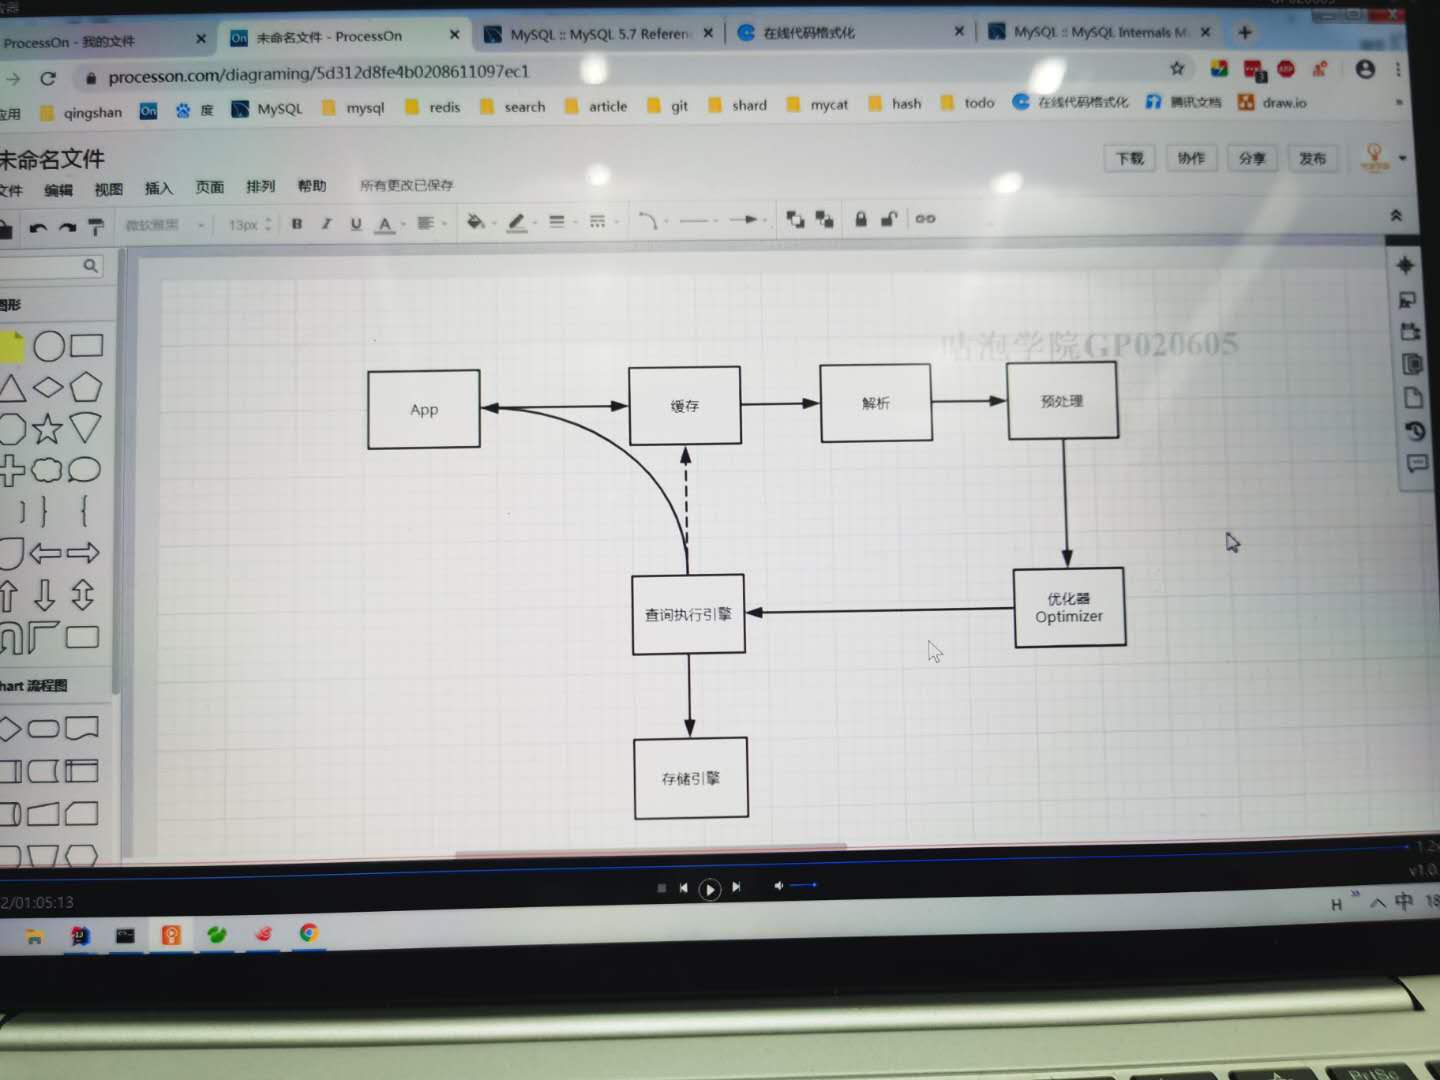 ProcessOn - 我的文件
未命名文件 - ProcessOn
MySQL :: MySQL 5.7 Referen
在线代码格式化
MySQL :: MySQL Internals M
processon.com/diagraming/5d312d8fe4b0208611097ec1
应用 qingshan On 度 MySQL mysql redis search article git shard mycat hash todo 在线代码格式化 腾讯文档 draw.io
未命名文件
下载 协作 分享 发布
文件 编辑 视图 插入 页面 排列 帮助 所有更改已保存
微软雅黑 13px B I U A
图形
咕泡学院GP020605
App
缓存
解析
预处理
查询执行引擎
优化器
Optimizer
存储引擎
hart 流程图
2/01:05:13
v1.0.
H 中 18
PrtSc